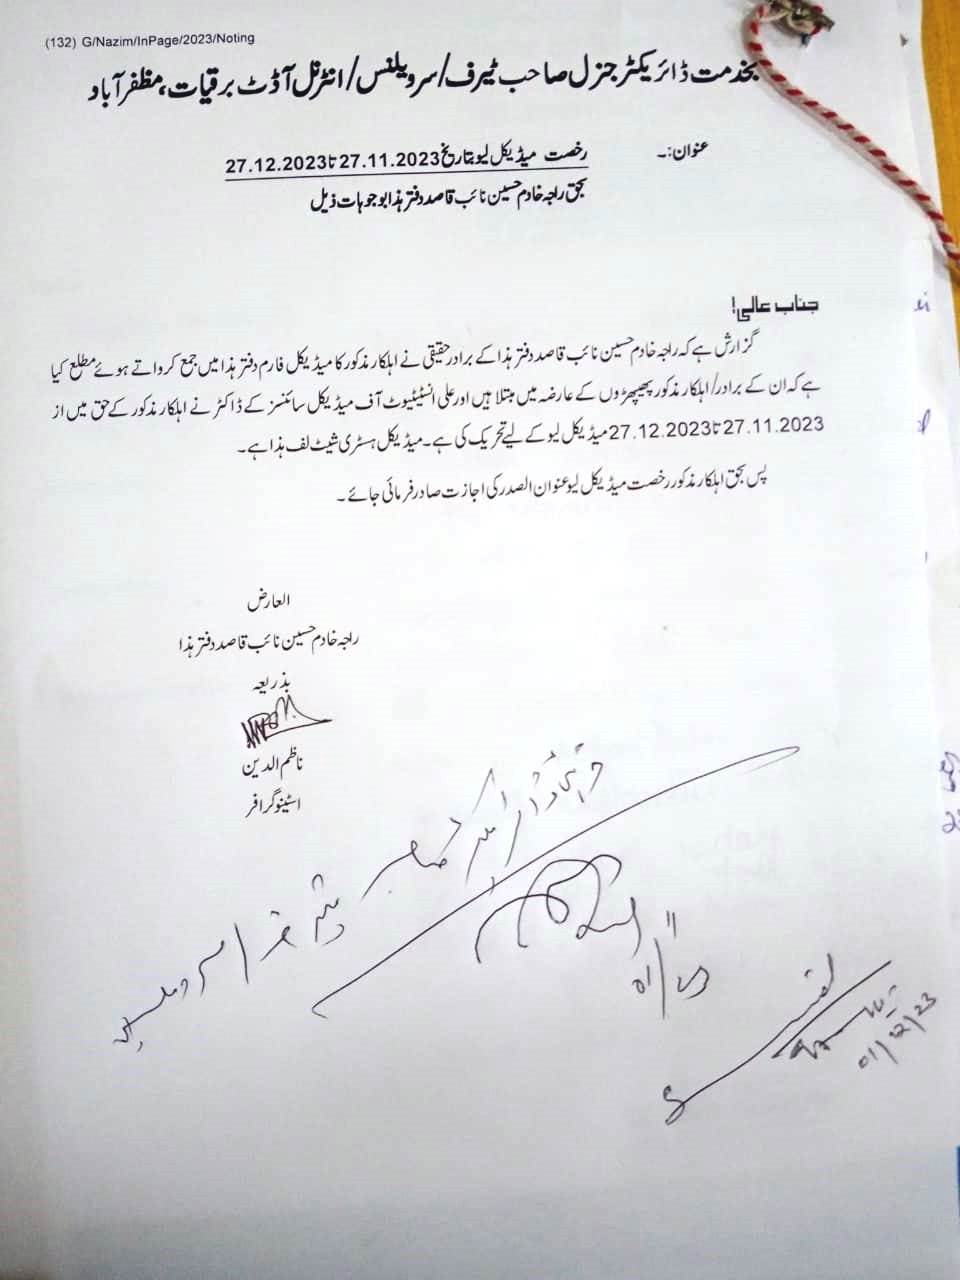 (132) G/Nazim/InPage/2023/Noting
بخدمت ڈائریکٹر جنرل صاحب ٹیرف/سرویلنس/انٹرنل آڈٹ برقیات، مظفرآباد
عنوان:۔ رخصت میڈیکل لیو بتاریخ 27.11.2023 تا 27.12.2023
بحق راجہ خادم حسین نائب قاصد دفتر ہذا بوجوہات ذیل
جناب عالی!
گزارش ہے کہ راجہ خادم حسین نائب قاصد دفتر ہذا کے برادر حقیقی نے اہلکار مذکور کا میڈیکل فارم دفتر ہذا میں جمع کرواتے ہوئے مطلع کیا
ہے کہ ان کے برادر/اہلکار مذکور پھیپھڑوں کے عارضہ میں مبتلا ہیں اور علی انسٹیٹیوٹ آف میڈیکل سائنسز کے ڈاکٹر نے اہلکار مذکور کے حق میں از
27.11.2023 تا 27.12.2023 میڈیکل لیو کے لیے تحریک کی ہے۔ میڈیکل ہسٹری شیٹ لف ہذا ہے۔
پس بحق اہلکار مذکور رخصت میڈیکل لیو عنوان الصدر کی اجازت صادر فرمائی جائے۔
العارض
راجہ خادم حسین نائب قاصد دفتر ہذا
بذریعہ
ناظم الدین
اسٹینوگرافر
01/12/23